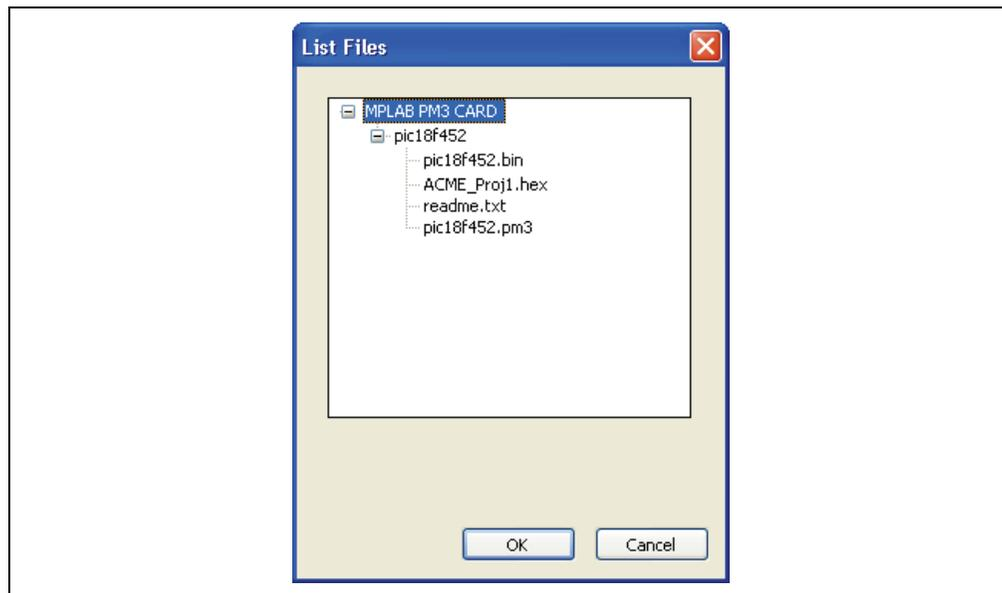 List Files
MPLAB PM3 CARD
pic18f452
pic18f452.bin
ACME_Proj1.hex
readme.txt
pic18f452.pm3
OK
Cancel